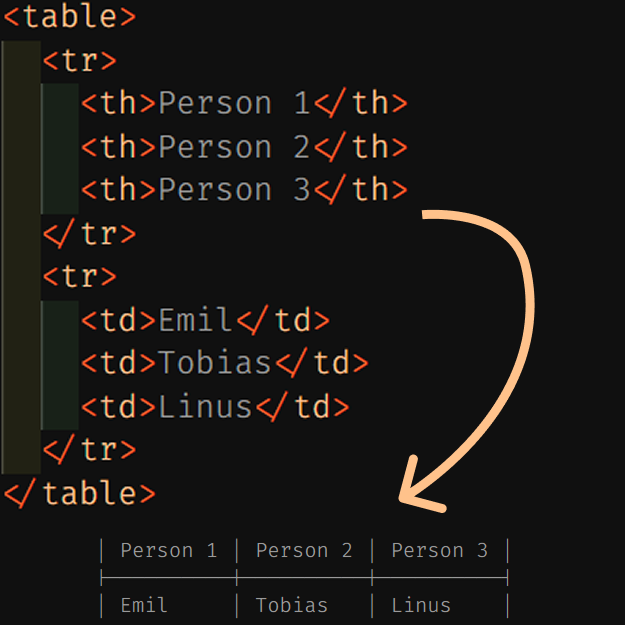 <table>
<tr>
<th>Person 1</th>
<th>Person 2</th>
<th>Person 3</th>
</tr>
<tr>
<td>Emil</td>
<td>Tobias</td>
<td>Linus</td>
</tr>
</table>
Person 1 Person 2 Person 3
Emil Tobias Linus